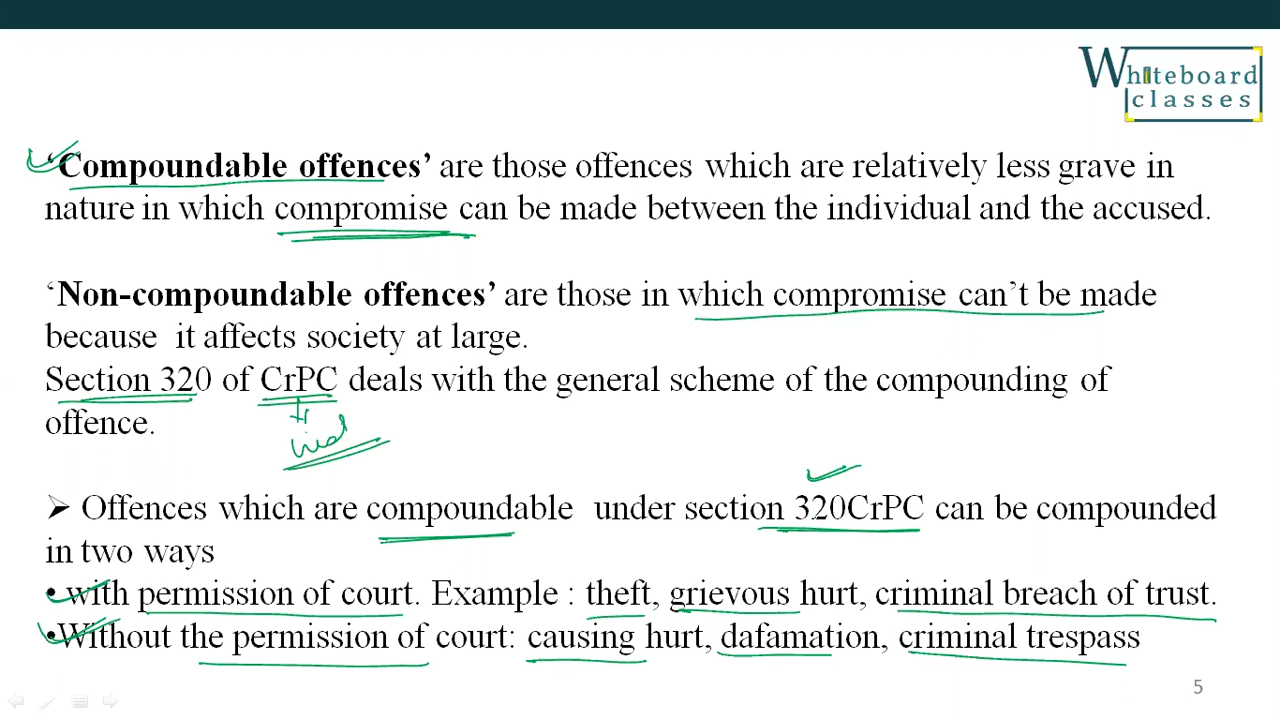 Whiteboard
classes
‘Compoundable offences’ are those offences which are relatively less grave in
nature in which compromise can be made between the individual and the accused.
‘Non-compoundable offences’ are those in which compromise can’t be made
because it affects society at large.
Section 320 of CrPC deals with the general scheme of the compounding of
offence.
➢ Offences which are compoundable under section 320CrPC can be compounded
in two ways
• with permission of court. Example : theft, grievous hurt, criminal breach of trust.
•Without the permission of court: causing hurt, dafamation, criminal trespass
5